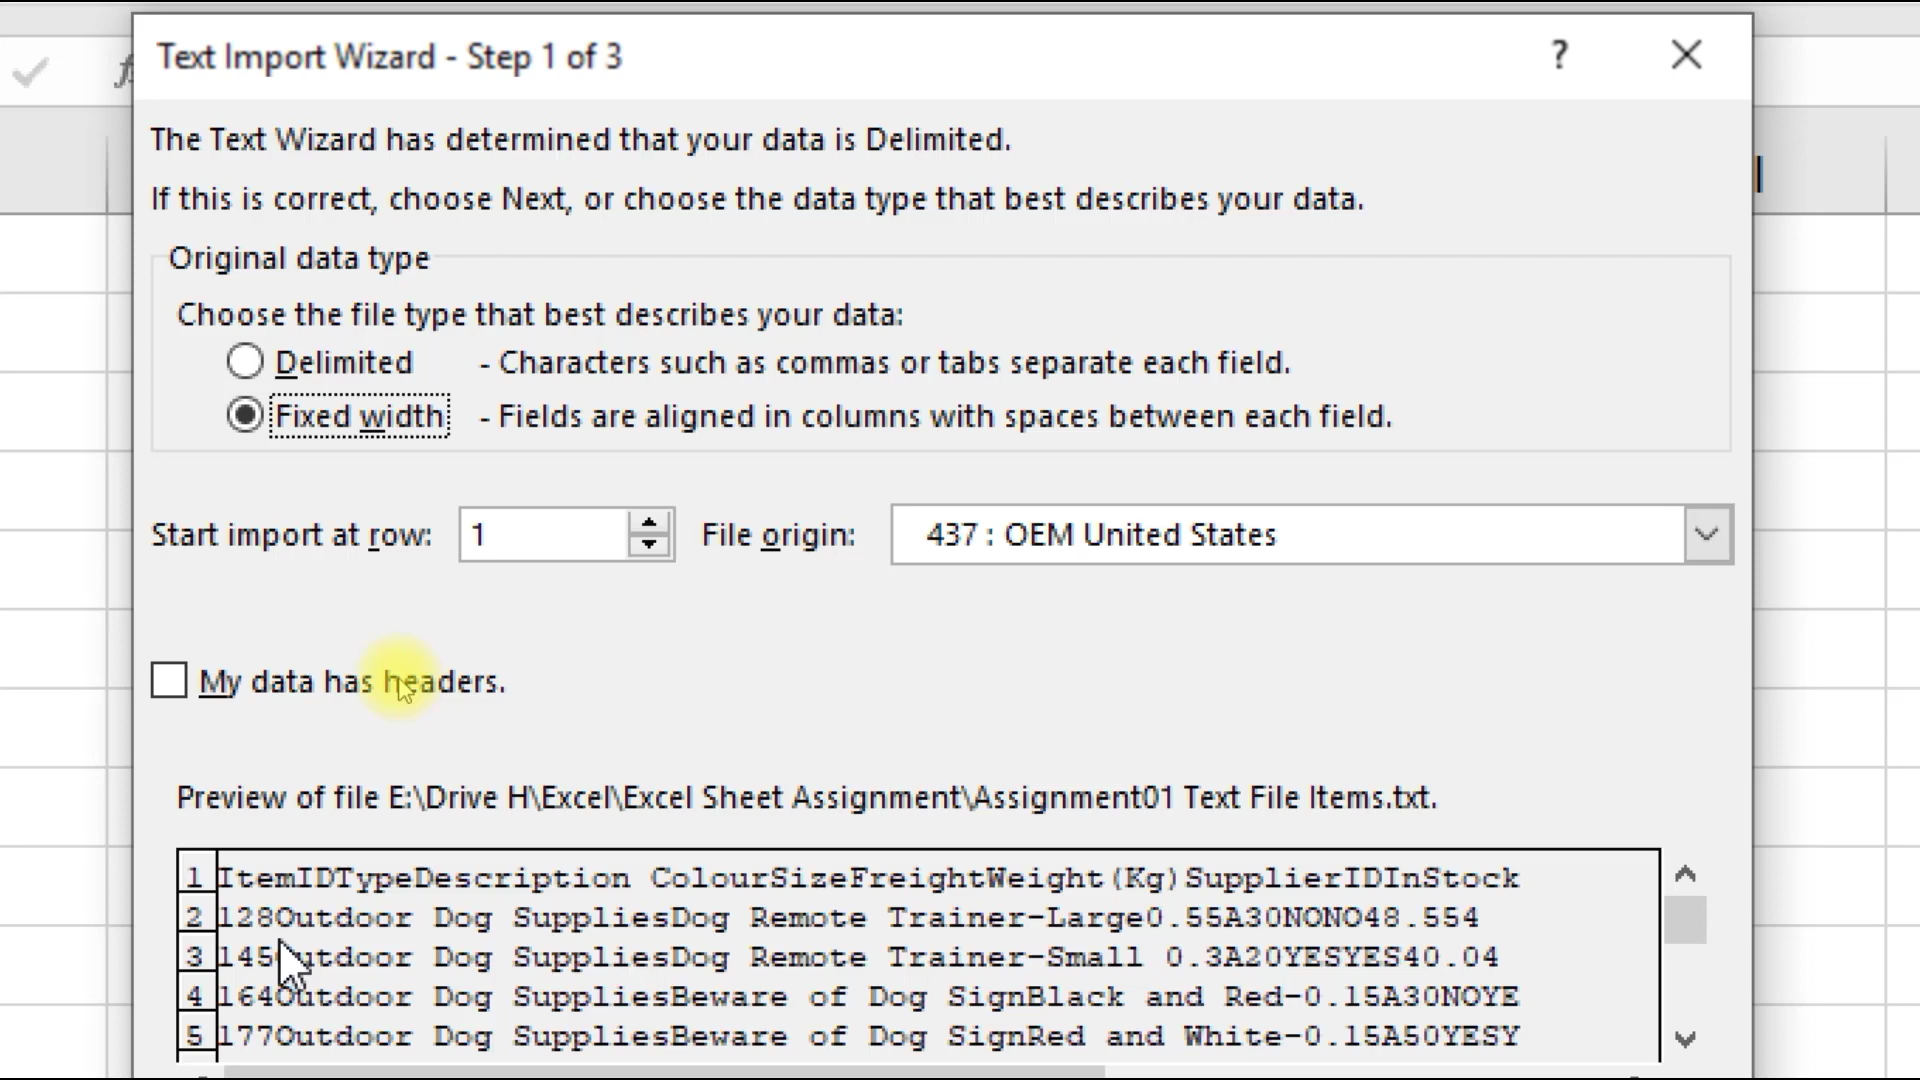 Text Import Wizard - Step 1 of 3 ?
The Text Wizard has determined that your data is Delimited.
If this is correct, choose Next, or choose the data type that best describes your data.
Original data type
Choose the file type that best describes your data:
Delimited - Characters such as commas or tabs separate each field.
Fixed width - Fields are aligned in columns with spaces between each field.
Start import at row: 1 File origin: 437 : OEM United States
My data has headers.
Preview of file E:\Drive H\Excel\Excel Sheet Assignment\Assignment01 Text File Items.txt.
1 ItemIDTypeDescription ColourSizeFreightWeight(Kg)SupplierIDInStock
2 128Outdoor Dog SuppliesDog Remote Trainer-Large0.55A30NONO48.554
3 145Outdoor Dog SuppliesDog Remote Trainer-Small 0.3A20YESYES40.04
4 164Outdoor Dog SuppliesBeware of Dog SignBlack and Red-0.15A30NOYE
5 177Outdoor Dog SuppliesBeware of Dog SignRed and White-0.15A50YESY